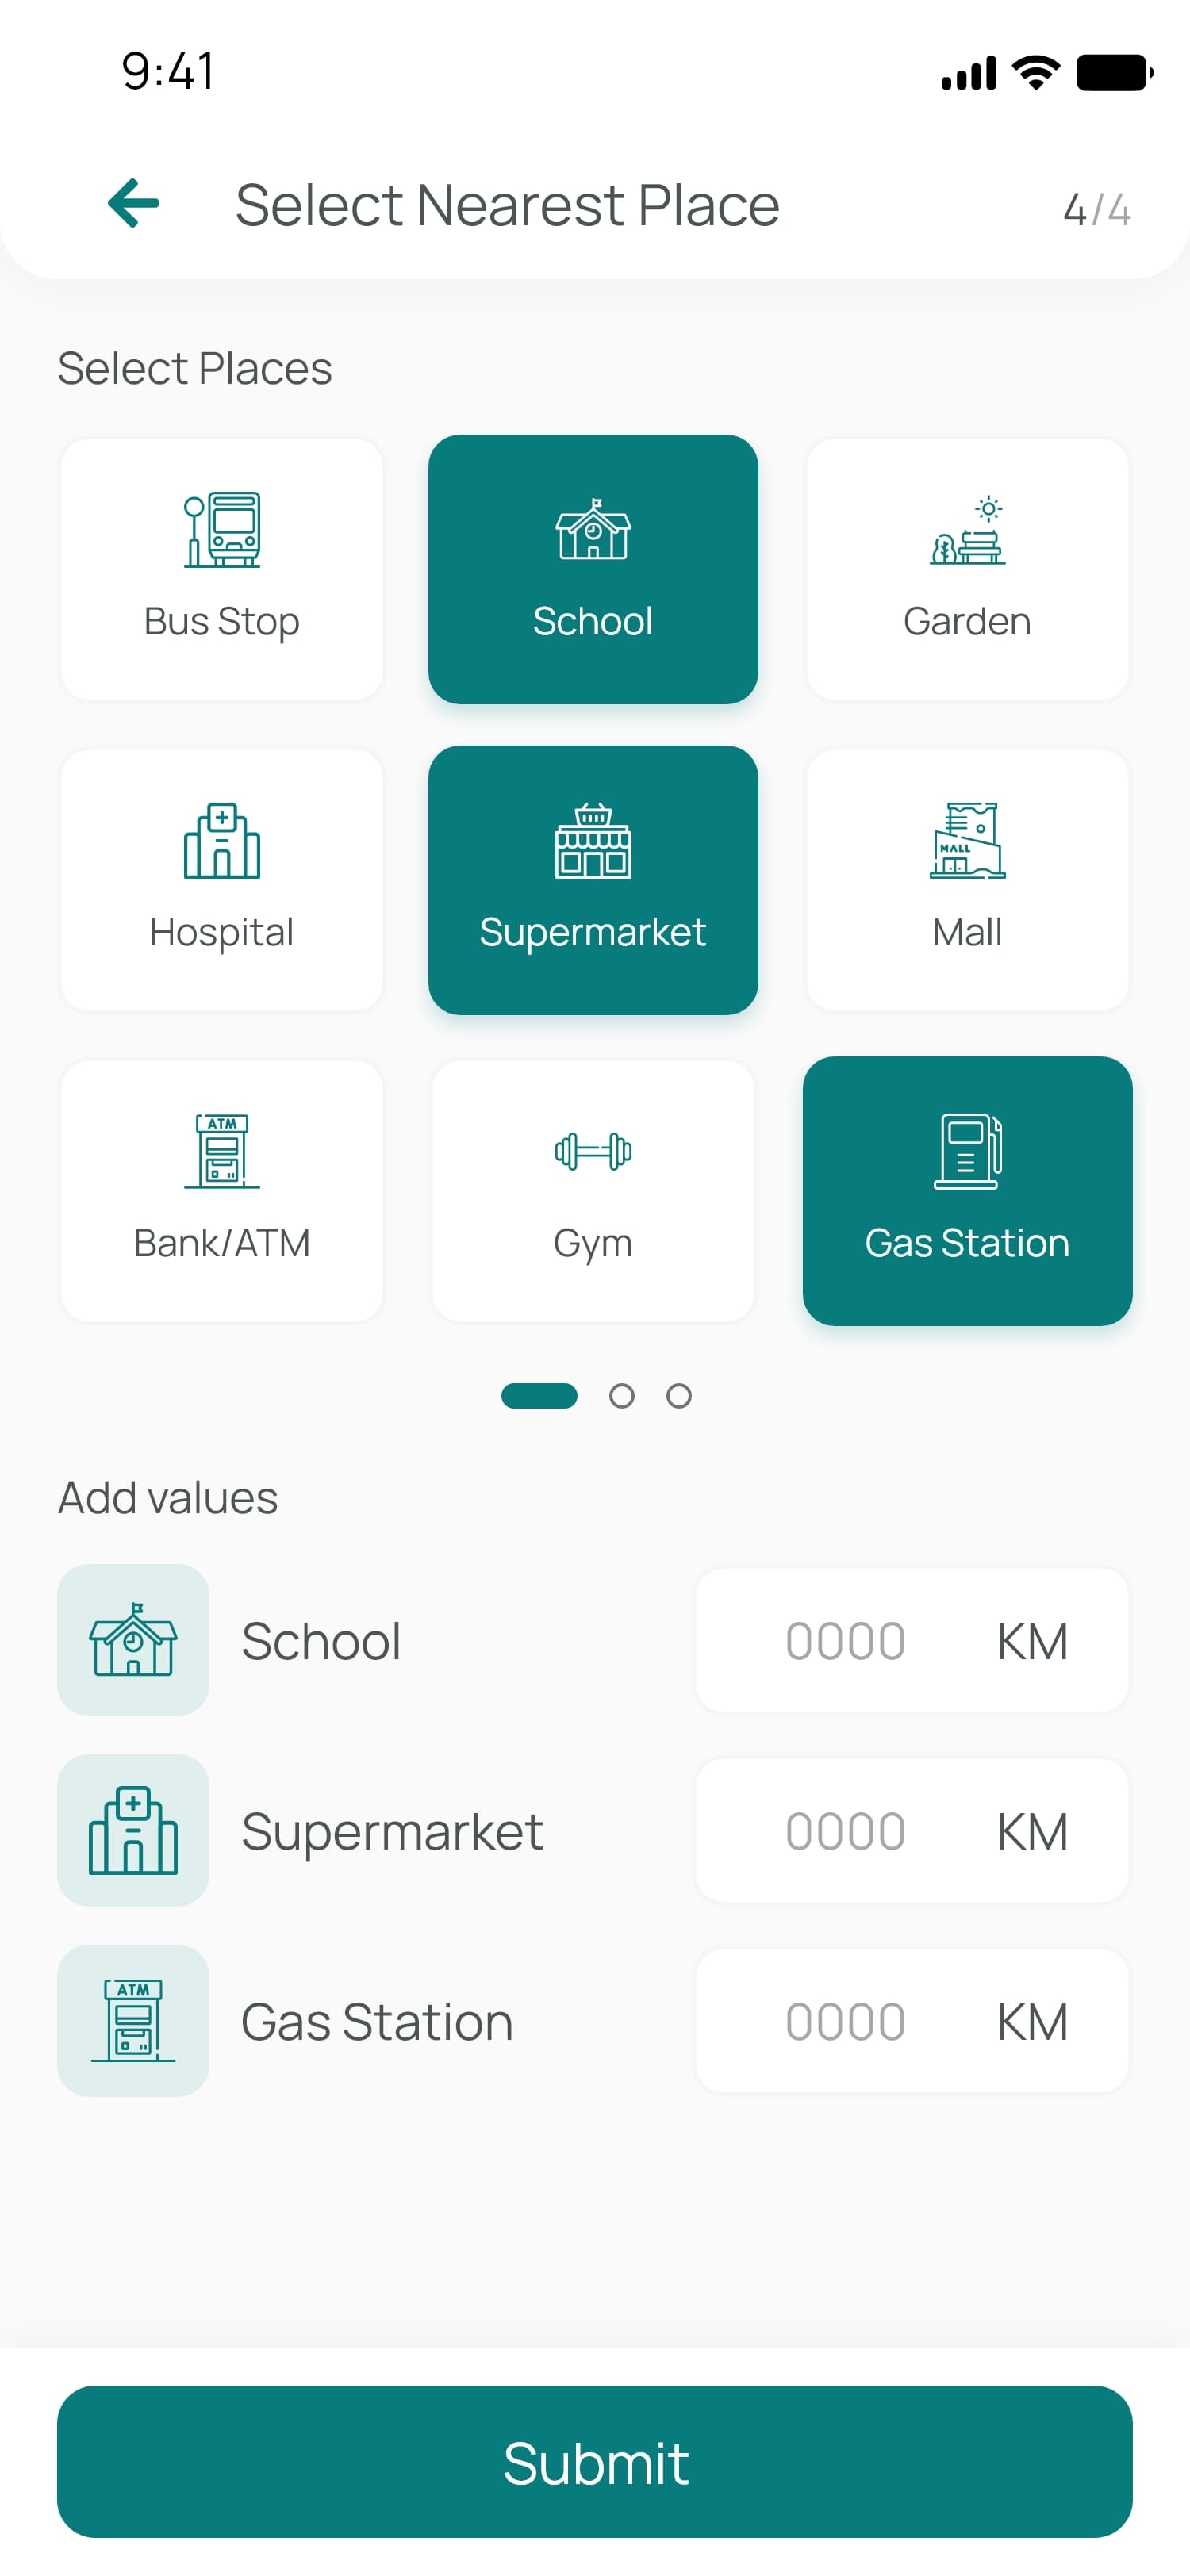 9:41
Select Nearest Place 4/4
Select Places
Bus Stop School Garden
MALL
Hospital Supermarket Mall
ATM
Bank/ATM Gym Gas Station
Add values
School 0000 KM
Supermarket 0000 KM
ATM
Gas Station 0000 KM
Submit